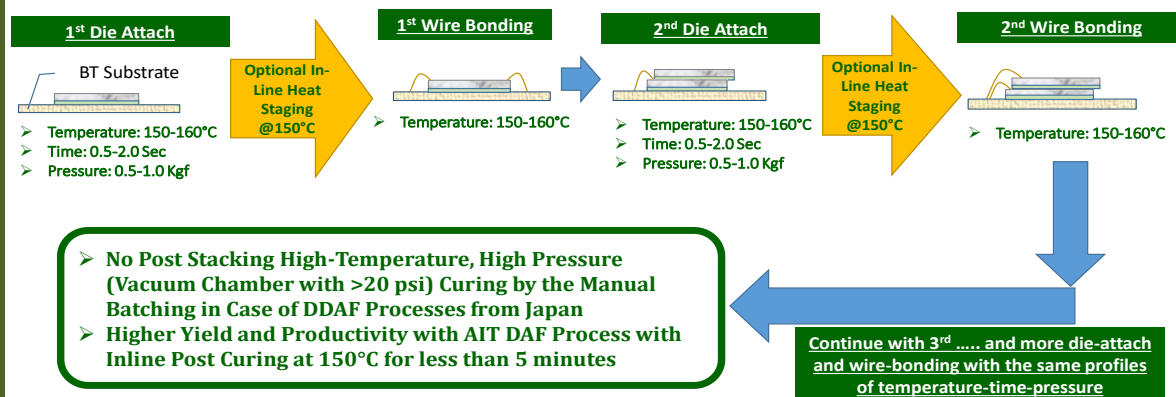 1st Die Attach
BT Substrate
➢ Temperature: 150-160°C
➢ Time: 0.5-2.0 Sec
➢ Pressure: 0.5-1.0 Kgf
Optional In-
Line Heat
Staging
@150°C
1st Wire Bonding
➢ Temperature: 150-160°C
2nd Die Attach
➢ Temperature: 150-160°C
➢ Time: 0.5-2.0 Sec
➢ Pressure: 0.5-1.0 Kgf
Optional In-
Line Heat
Staging
@150°C
2nd Wire Bonding
➢ Temperature: 150-160°C
Continue with 3rd ..... and more die-attach
and wire-bonding with the same profiles
of temperature-time-pressure
➢ No Post Stacking High-Temperature, High Pressure
(Vacuum Chamber with >20 psi) Curing by the Manual
Batching in Case of DDAF Processes from Japan
➢ Higher Yield and Productivity with AIT DAF Process with
Inline Post Curing at 150°C for less than 5 minutes